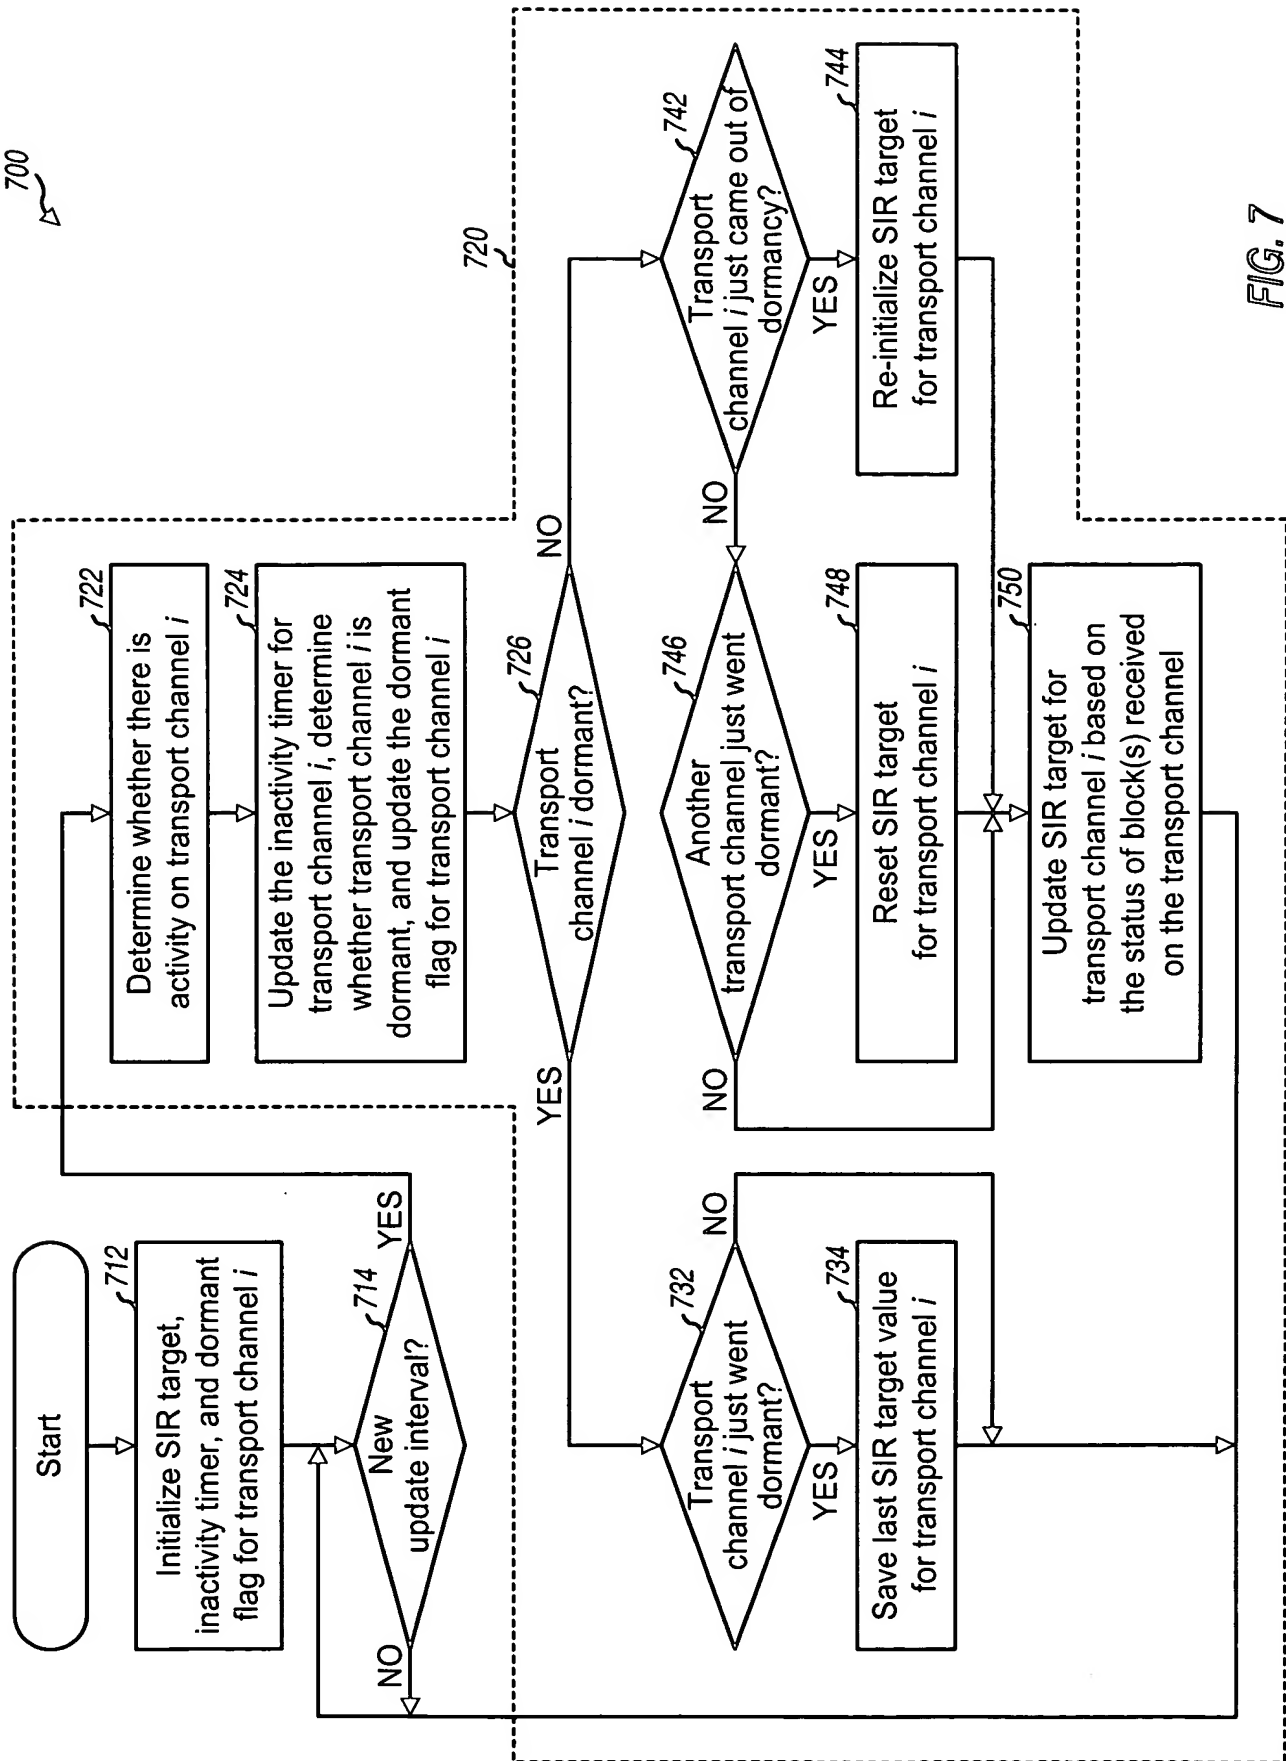 700
Start
712
Initialize SIR target,
inactivity timer, and dormant
flag for transport channel i
714
New
update interval?
NO
YES
720
722
Determine whether there is
activity on transport channel i
724
Update the inactivity timer for
transport channel i, determine
whether transport channel i is
dormant, and update the dormant
flag for transport channel i
726
Transport
channel i dormant?
YES
NO
732
Transport
channel i just went
dormant?
NO
YES
734
Save last SIR target value
for transport channel i
742
Transport
channel i just came out of
dormancy?
NO
YES
744
Re-initialize SIR target
for transport channel i
746
Another
transport channel just went
dormant?
NO
YES
748
Reset SIR target
for transport channel i
750
Update SIR target for
transport channel i based on
the status of block(s) received
on the transport channel
FIG. 7